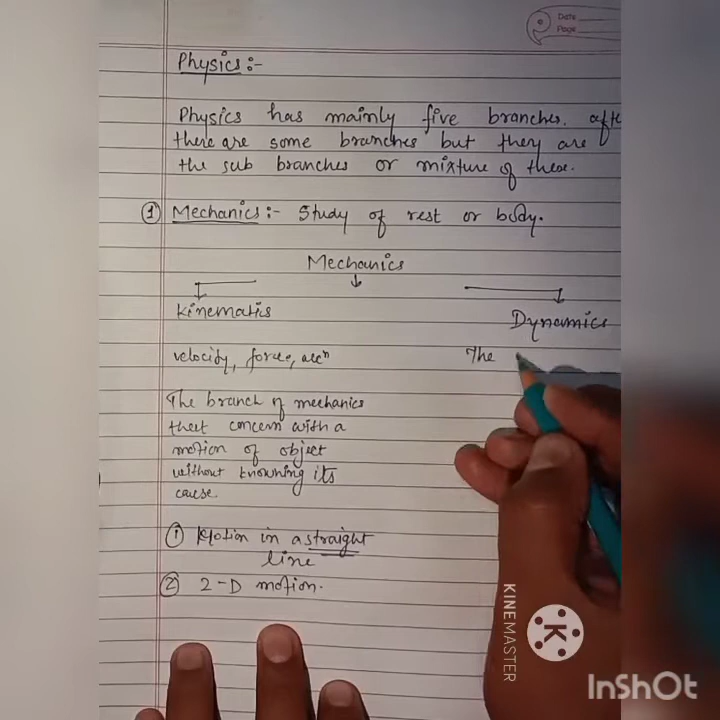 Date
Page
Physics :-
Physics has mainly five branches. afte
there are some branches but they are
the sub branches or mixture of these.
① Mechanics :- Study of rest or body.
Mechanics
Kinematics
Dynamics
velocity, force, accⁿ
The
The branch of mechanics
that concern with a
motion of object
without knowning its
cause.
① Motion in a straight
line
② 2-D motion.
KINEMASTER
K
InShOt